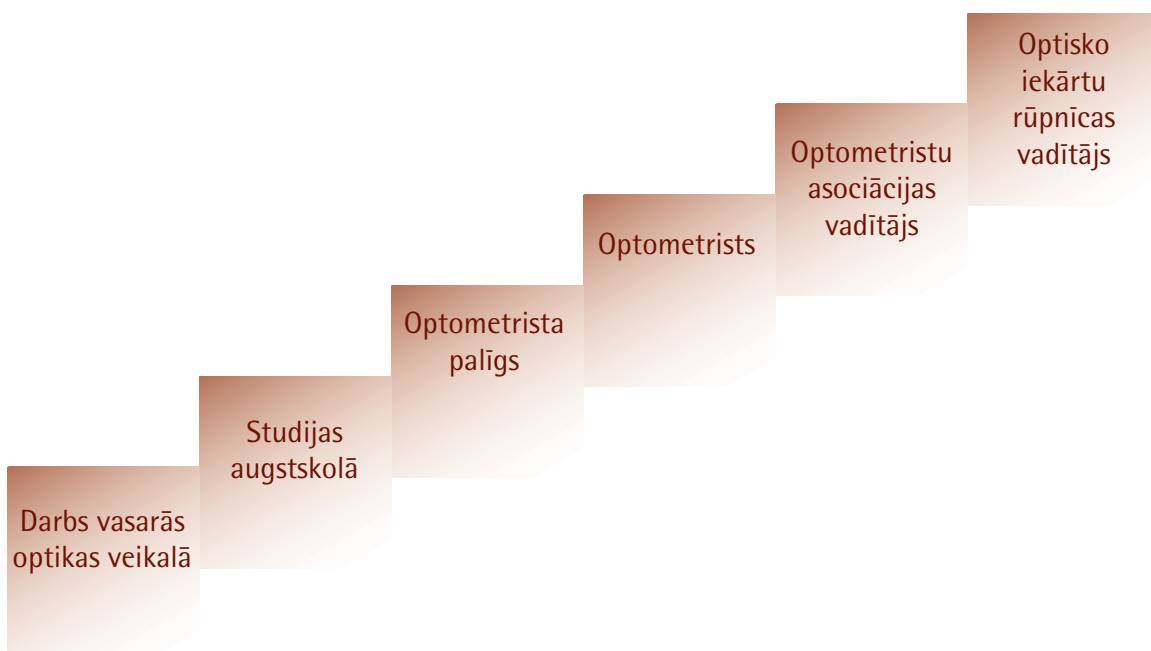 Darbs vasarās
optikas veikalā
Studijas
augstskolā
Optometrista
palīgs
Optometrists
Optometristu
asociācijas
vadītājs
Optisko
iekārtu
rūpnīcas
vadītājs